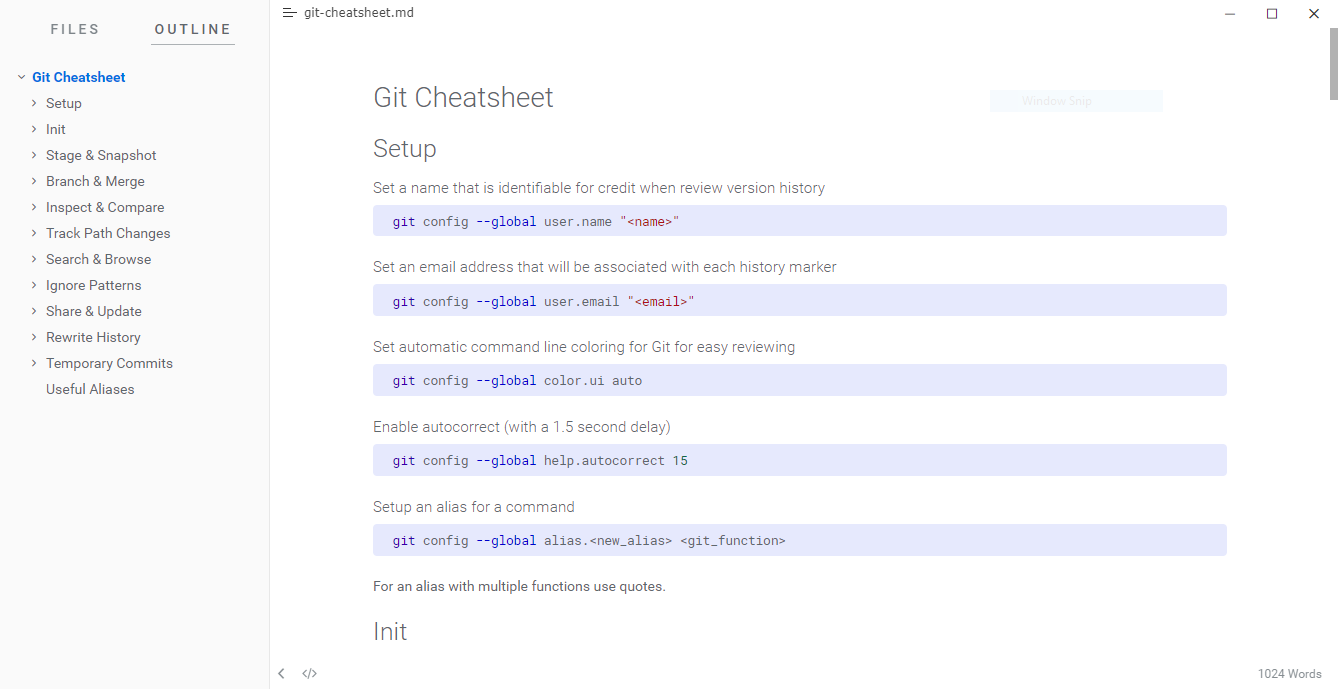 FILES OUTLINE
Git Cheatsheet
Setup
Init
Stage & Snapshot
Branch & Merge
Inspect & Compare
Track Path Changes
Search & Browse
Ignore Patterns
Share & Update
Rewrite History
Temporary Commits
Useful Aliases
git-cheatsheet.md
Git Cheatsheet
Window Snip
Setup
Set a name that is identifiable for credit when review version history
git config --global user.name "<name>"
Set an email address that will be associated with each history marker
git config --global user.email "<email>"
Set automatic command line coloring for Git for easy reviewing
git config --global color.ui auto
Enable autocorrect (with a 1.5 second delay)
git config --global help.autocorrect 15
Setup an alias for a command
git config --global alias.<new_alias> <git_function>
For an alias with multiple functions use quotes.
Init
</>
1024 Words